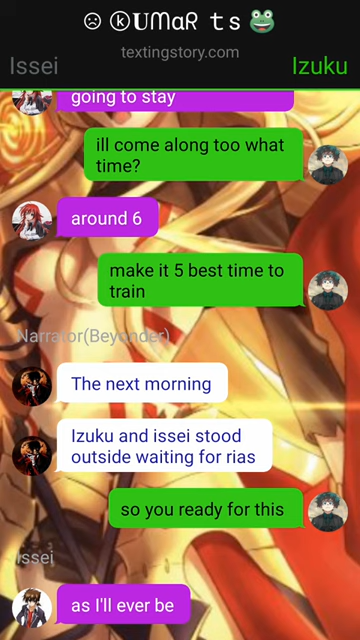 ☹ ⓚUMaR ts 🐸
textingstory.com
Issei
Izuku
going to stay
ill come along too what
time?
around 6
make it 5 best time to
train
Narrator(Beyonder)
The next morning
Izuku and issei stood
outside waiting for rias
so you ready for this
Issei
as I'll ever be